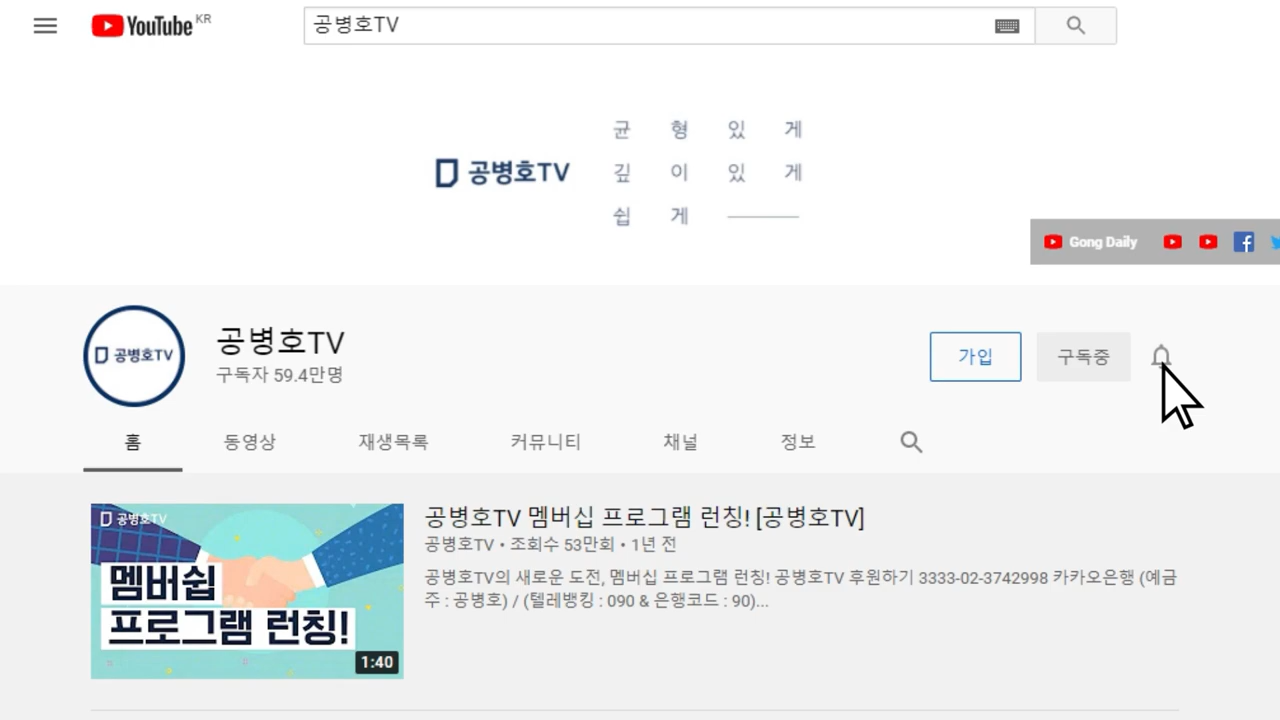 YouTube KR
공병호TV
균 형 있 게
공병호TV
깊 이 있 게
쉽 게
Gong Daily
공병호TV
공병호TV
구독자 59.4만명
가입
구독중
홈
동영상
재생목록
커뮤니티
채널
정보
공병호TV
멤버쉽
프로그램 런칭!
1:40
공병호TV 멤버십 프로그램 런칭! [공병호TV]
공병호TV • 조회수 53만회 • 1년 전
공병호TV의 새로운 도전, 멤버십 프로그램 런칭! 공병호TV 후원하기 3333-02-3742998 카카오은행 (예금
주 : 공병호) / (텔레뱅킹 : 090 & 은행코드 : 90)...